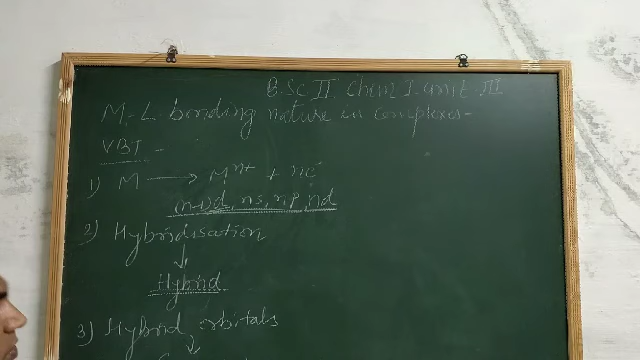 B.Sc II Chem I unit III
M-L bonding nature in complexes-
VBT -
1) M ⟶ Mⁿ⁺ + ne⁻
(n-1)d, ns, np, nd
2) Hybridisation
↓
Hybrid
3) Hybrid orbitals
↓